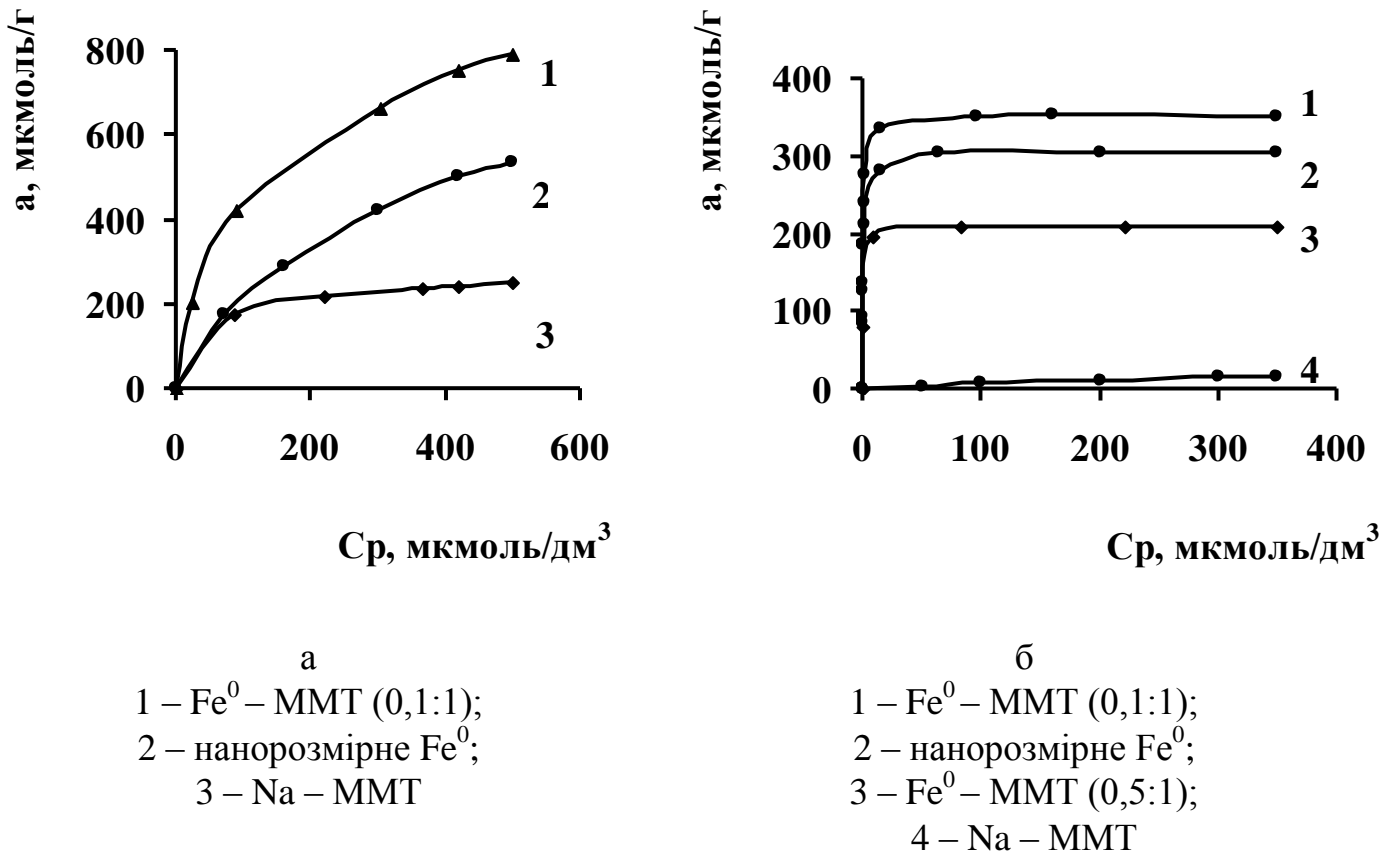 a, мкмоль/г
800
600
400
200
0
0 200 400 600
1
2
3
Ср, мкмоль/дм³
а
1 – Fe⁰ – ММТ (0,1:1);
2 – нанорозмірне Fe⁰;
3 – Na – ММТ
a, мкмоль/г
400
300
200
100
0
0 100 200 300 400
1
2
3
4
Ср, мкмоль/дм³
б
1 – Fe⁰ – ММТ (0,1:1);
2 – нанорозмірне Fe⁰;
3 – Fe⁰ – ММТ (0,5:1);
4 – Na – ММТ